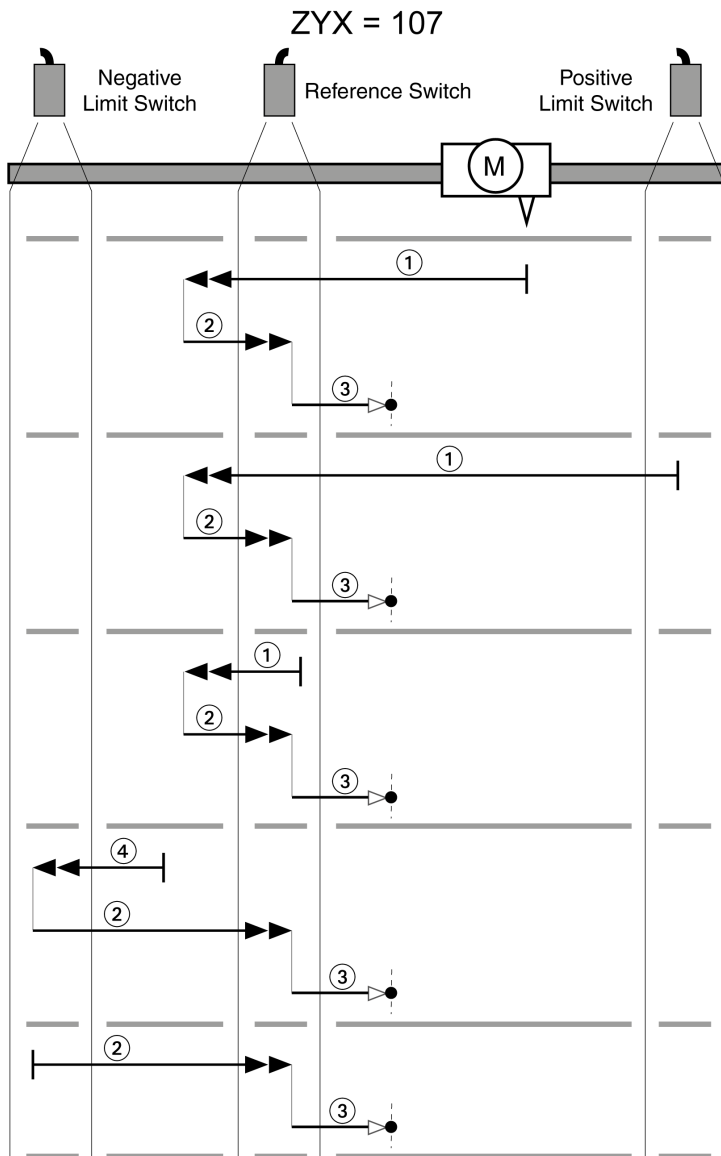 ZYX = 107
Negative
Limit Switch
Reference Switch
Positive
Limit Switch
M
1
2
3
1
2
3
1
2
3
4
2
3
2
3